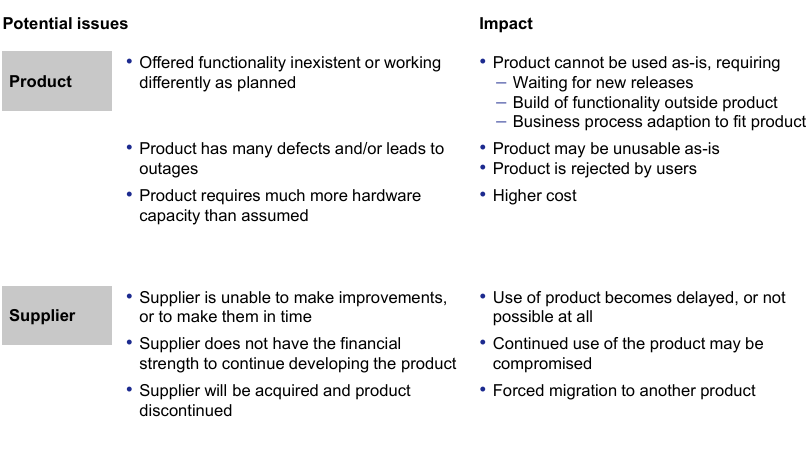 Potential issues
Impact
Product
• Offered functionality inexistent or working
differently as planned
• Product cannot be used as-is, requiring
– Waiting for new releases
– Build of functionality outside product
– Business process adaption to fit product
• Product has many defects and/or leads to
outages
• Product may be unusable as-is
• Product is rejected by users
• Product requires much more hardware
capacity than assumed
• Higher cost
Supplier
• Supplier is unable to make improvements,
or to make them in time
• Use of product becomes delayed, or not
possible at all
• Supplier does not have the financial
strength to continue developing the product
• Continued use of the product may be
compromised
• Supplier will be acquired and product
discontinued
• Forced migration to another product